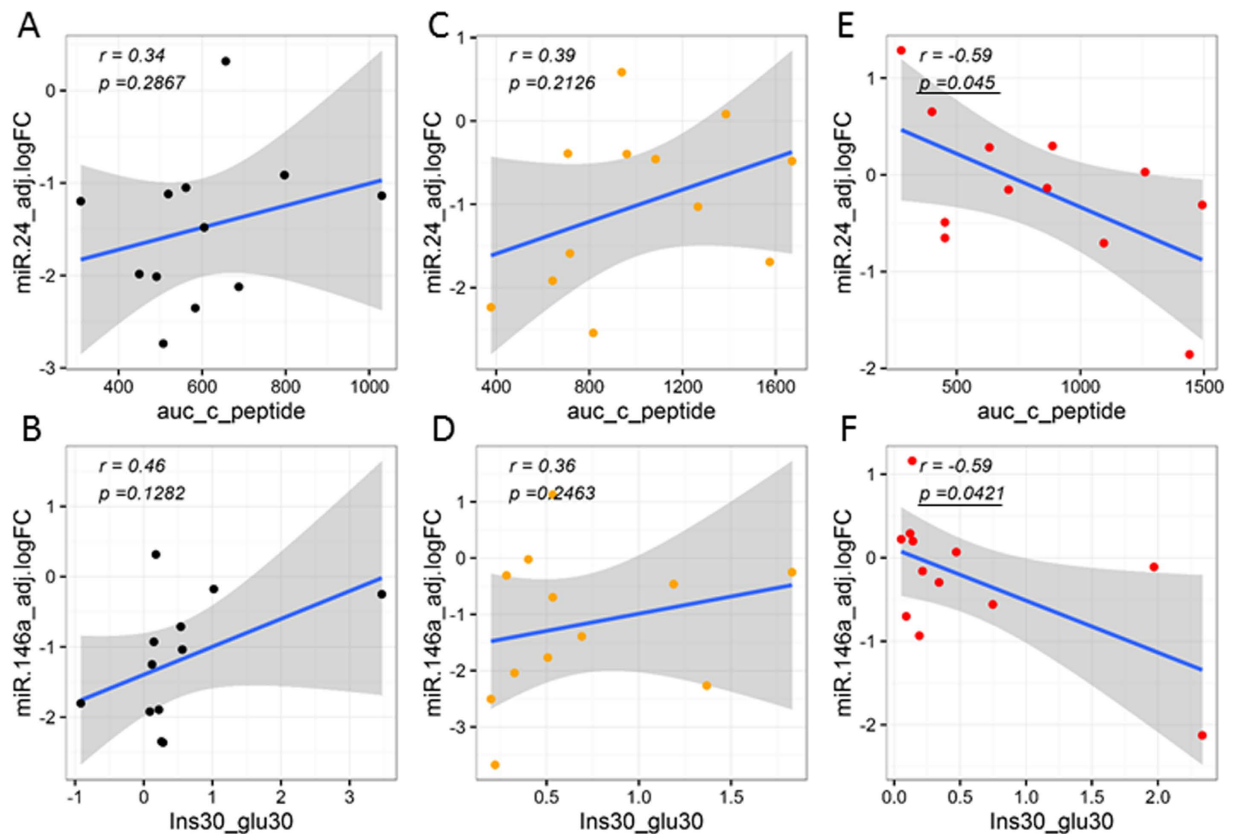 A
r = 0.34
p =0.2867
miR.24_adj.logFC
0
-1
-2
-3
400 600 800 1000
auc_c_peptide
C
r = 0.39
p =0.2126
miR.24_adj.logFC
1
0
-1
-2
400 800 1200 1600
auc_c_peptide
E
r = -0.59
p =0.045
miR.24_adj.logFC
1
0
-1
-2
500 1000 1500
auc_c_peptide
B
r = 0.46
p =0.1282
miR.146a_adj.logFC
1
0
-1
-2
-1 0 1 2 3
Ins30_glu30
D
r = 0.36
p =0.2463
miR.146a_adj.logFC
1
0
-1
-2
-3
0.5 1.0 1.5
Ins30_glu30
F
r = -0.59
p =0.0421
miR.146a_adj.logFC
1
0
-1
-2
0.0 0.5 1.0 1.5 2.0
Ins30_glu30